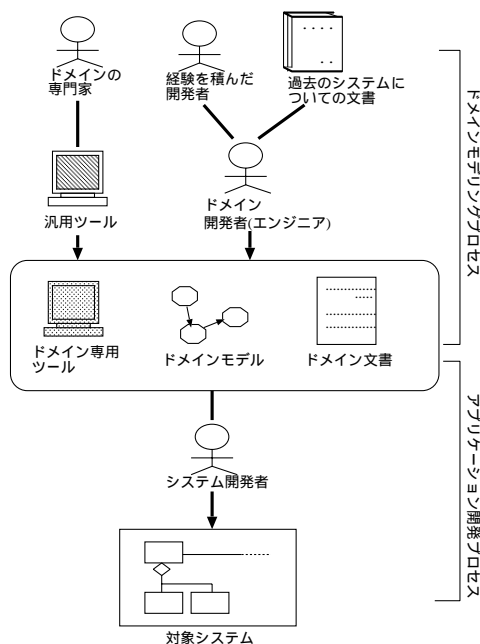 ドメインの
専門家
経験を積んだ
開発者
過去のシステムに
ついての文書
汎用ツール
ドメイン
開発者(エンジニア)
ドメインモデリングプロセス
ドメイン専用
ツール
ドメインモデル
ドメイン文書
システム開発者
アプリケーション開発プロセス
対象システム